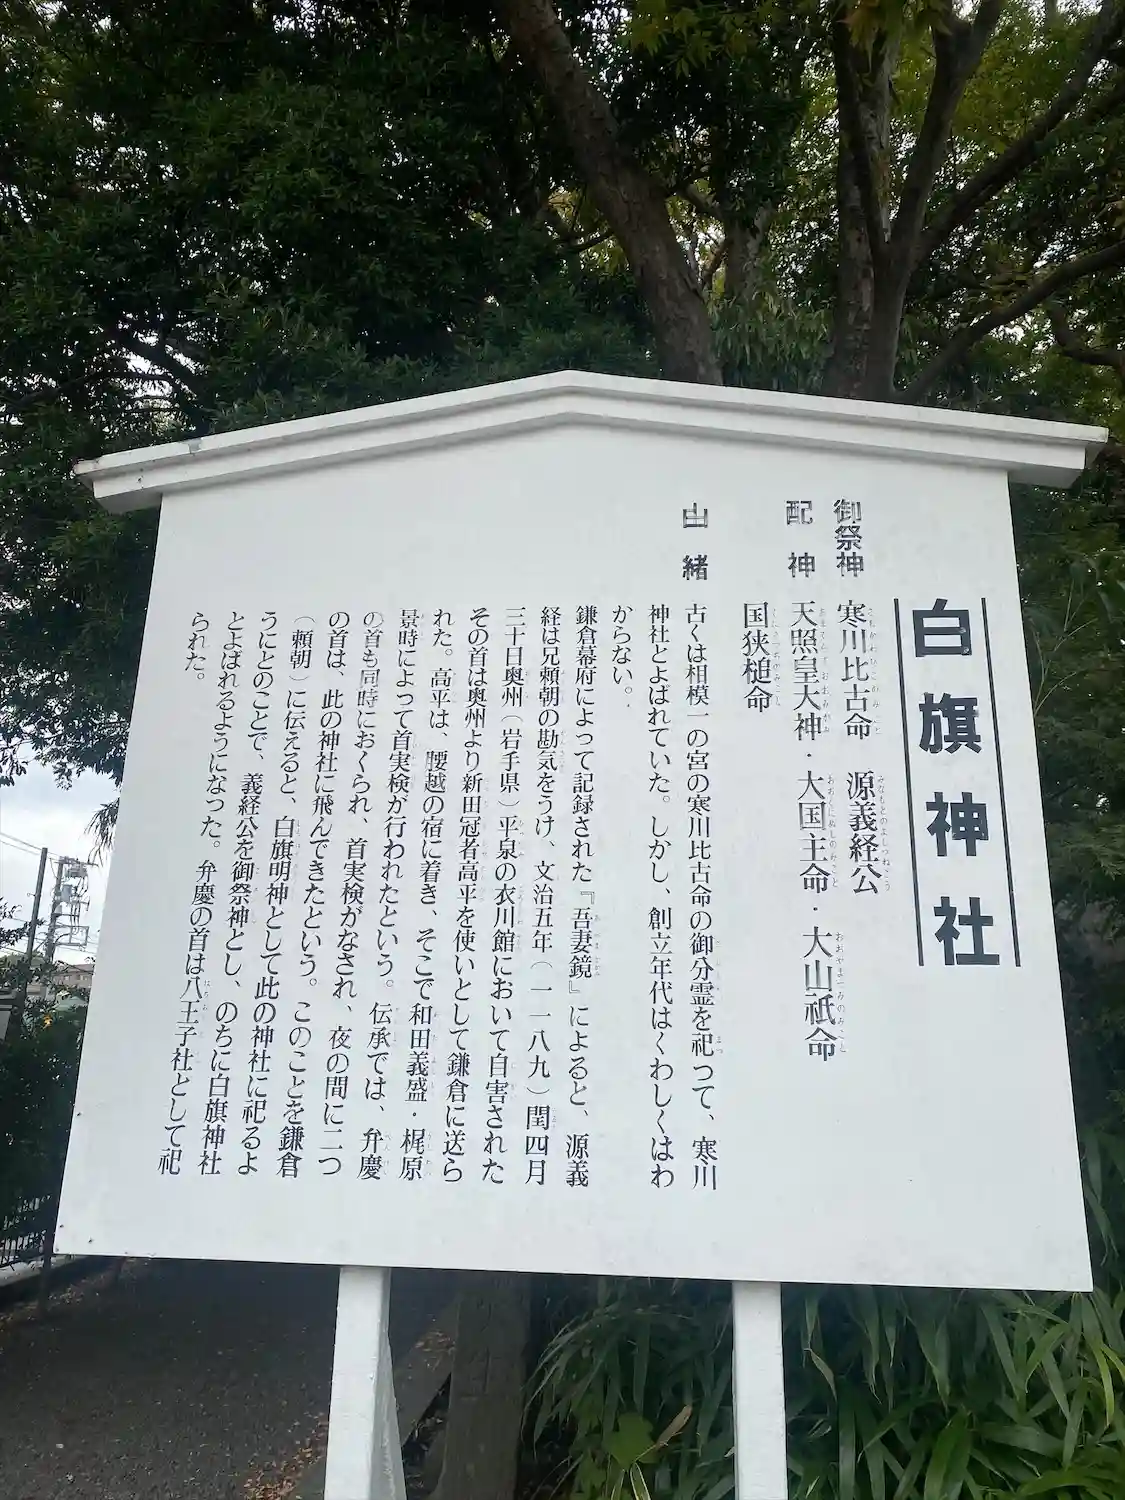 白旗神社
御祭神 寒川比古命 源義経公
配神 天照皇大神・大国主命・大山祇命
国狭槌命
由緒 古くは相模一の宮の寒川比古命の御分霊を祀つて、寒川
神社とよばれていた。しかし、創立年代はくわしくはわ
からない。
鎌倉幕府によって記録された『吾妻鏡』によると、源義
経は兄頼朝の勘気をうけ、文治五年(一一八九)閏四月
三十日奥州(岩手県)平泉の衣川館において自害された
その首は奥州より新田冠者高平を使いとして鎌倉に送ら
れた。高平は、腰越の宿に着き、そこで和田義盛・梶原
景時によって首実検が行われたという。伝承では、弁慶
の首も同時におくられ、首実検がなされ、夜の間に二つ
の首は、此の神社に飛んできたという。このことを鎌倉
(頼朝)に伝えると、白旗明神として此の神社に祀るよ
うにとのことで、義経公を御祭神とし、のちに白旗神社
とよばれるようになった。弁慶の首は八王子社として祀
られた。